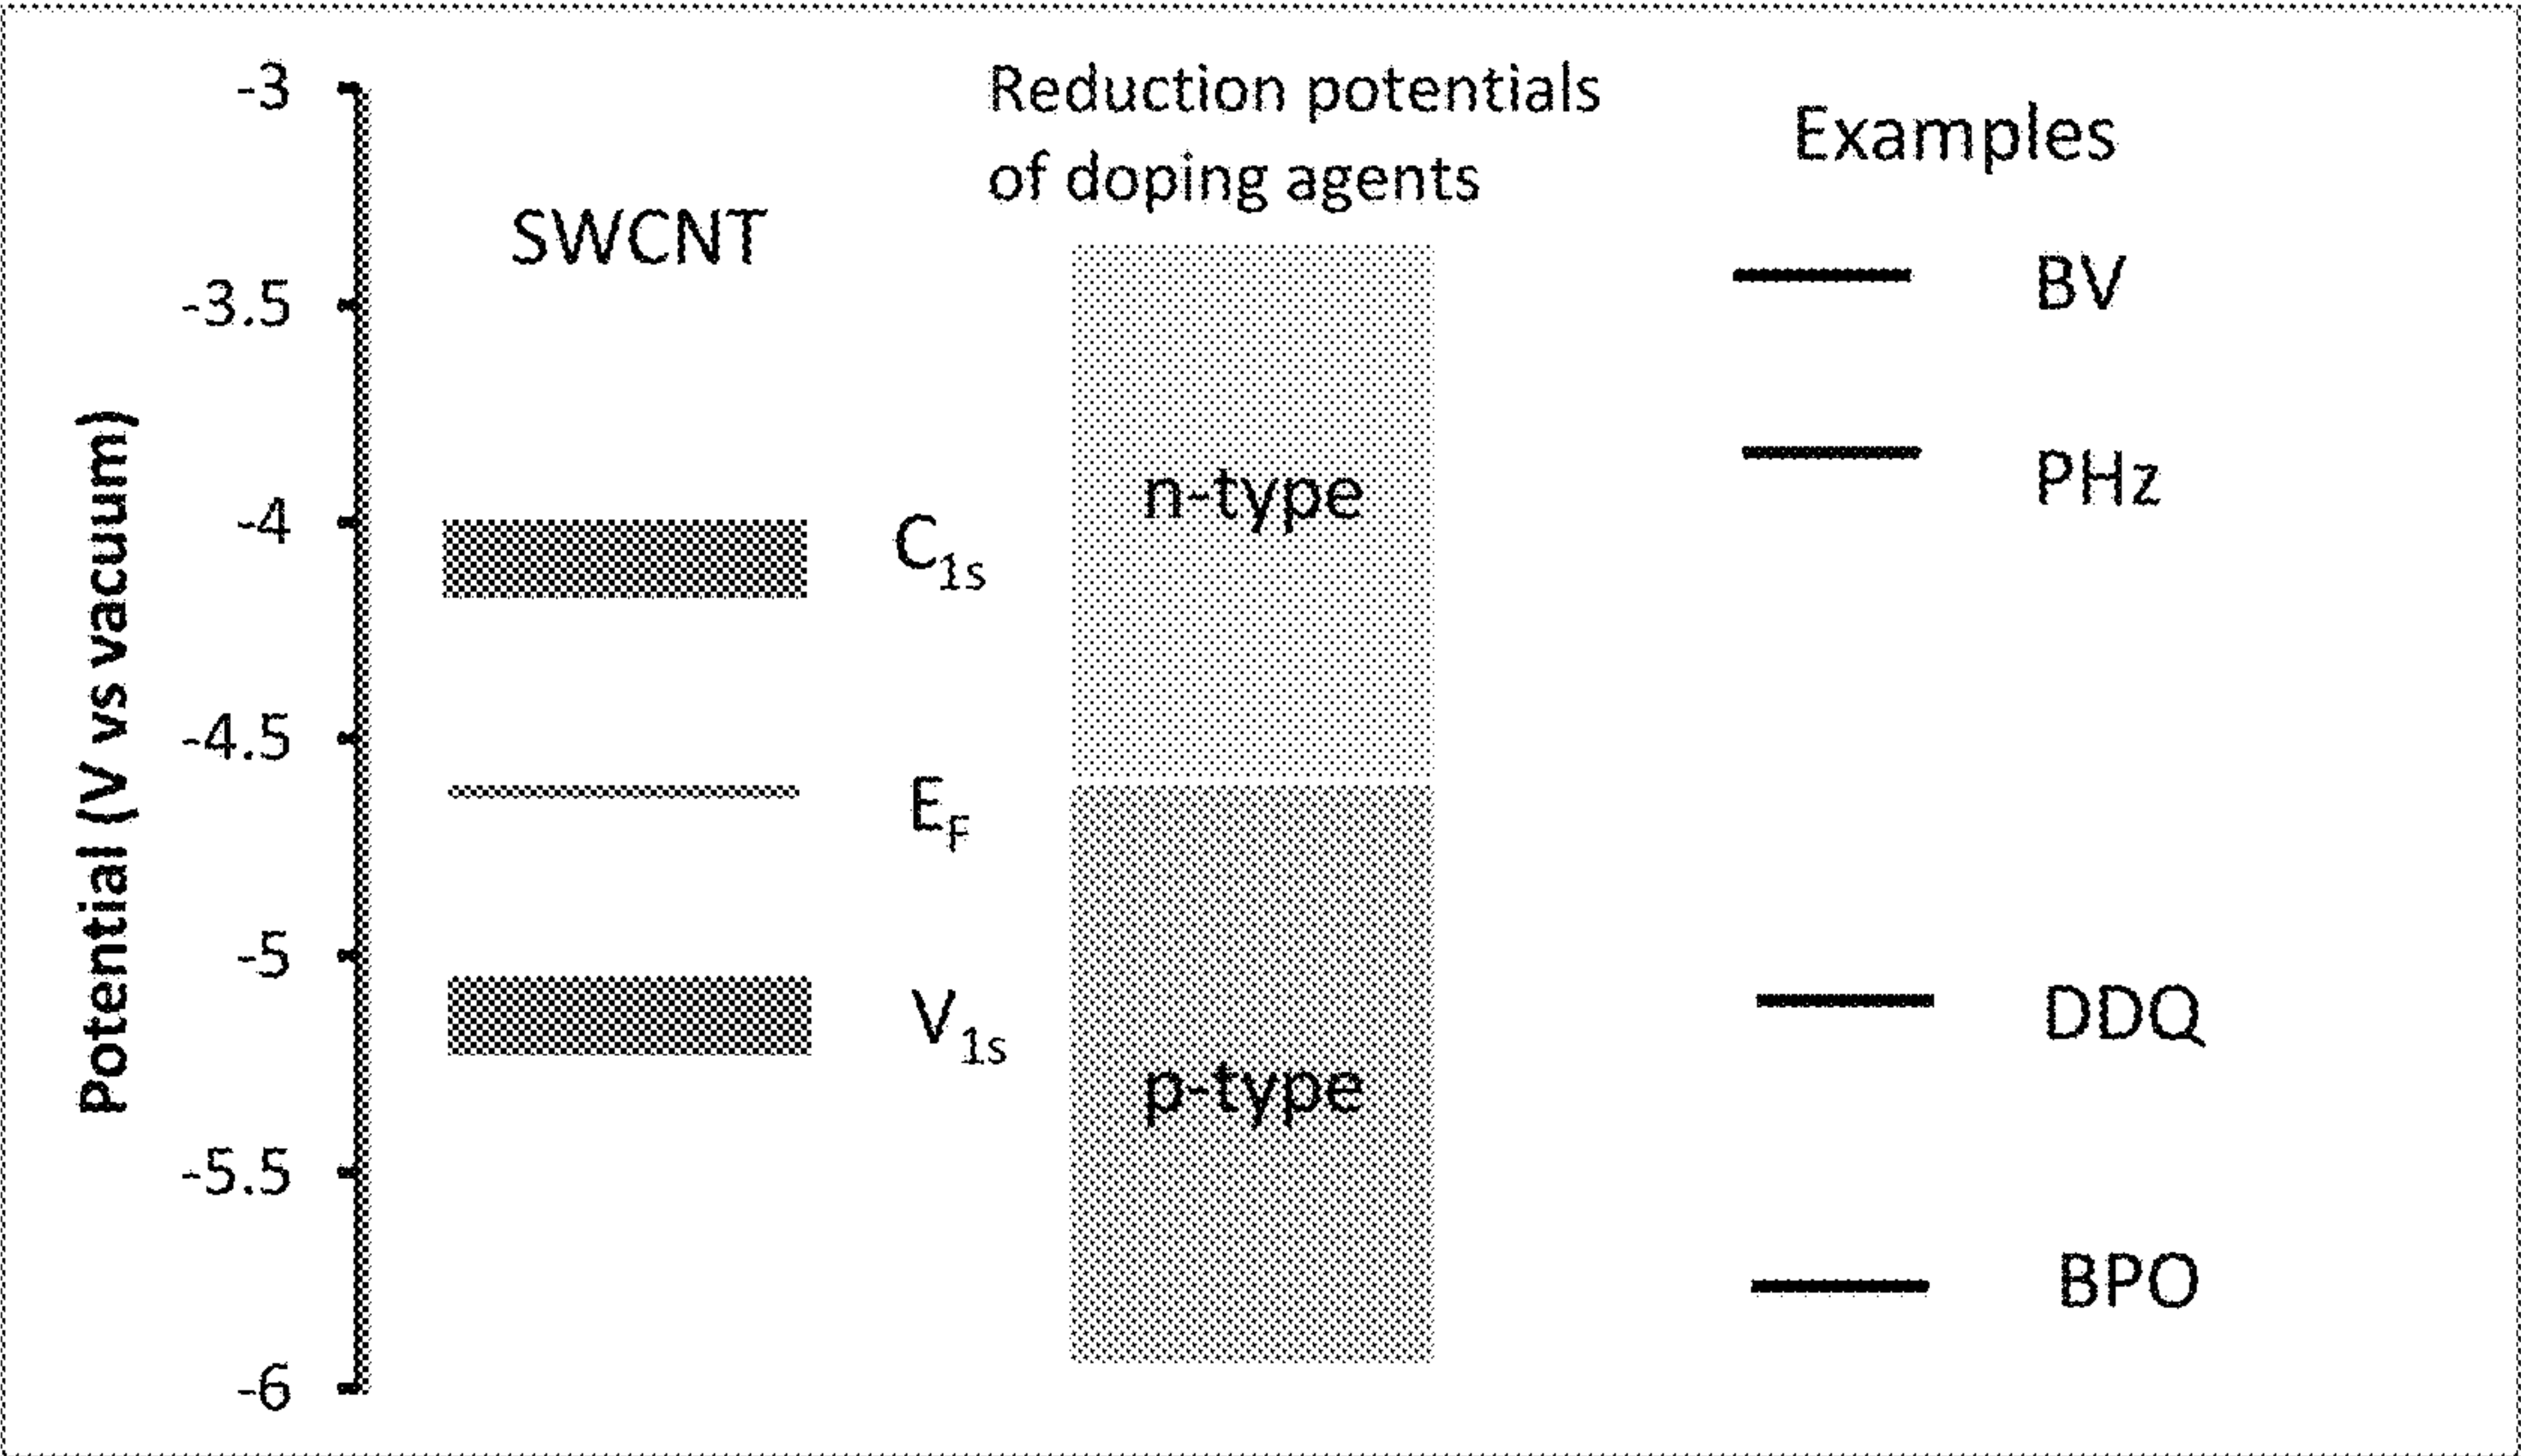 Potential (V vs vacuum)
-3
-3.5
-4
-4.5
-5
-5.5
-6
SWCNT
C1s
EF
V1s
Reduction potentials
of doping agents
n-type
p-type
Examples
BV
PHz
DDQ
BPO